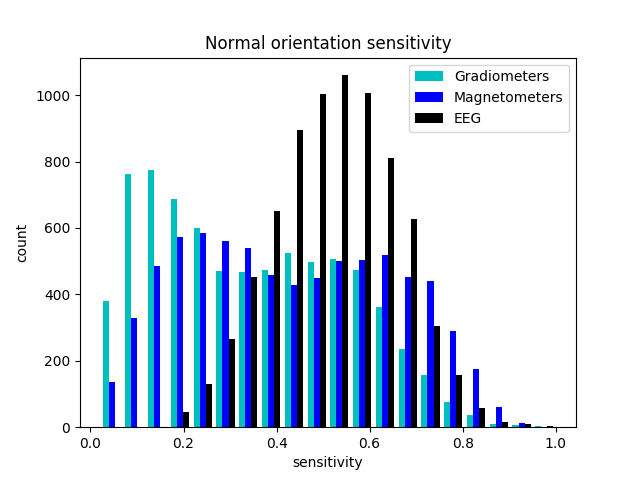 Normal orientation sensitivity
Gradiometers
Magnetometers
EEG
count
1000
800
600
400
200
0
0.0 0.2 0.4 0.6 0.8 1.0
sensitivity